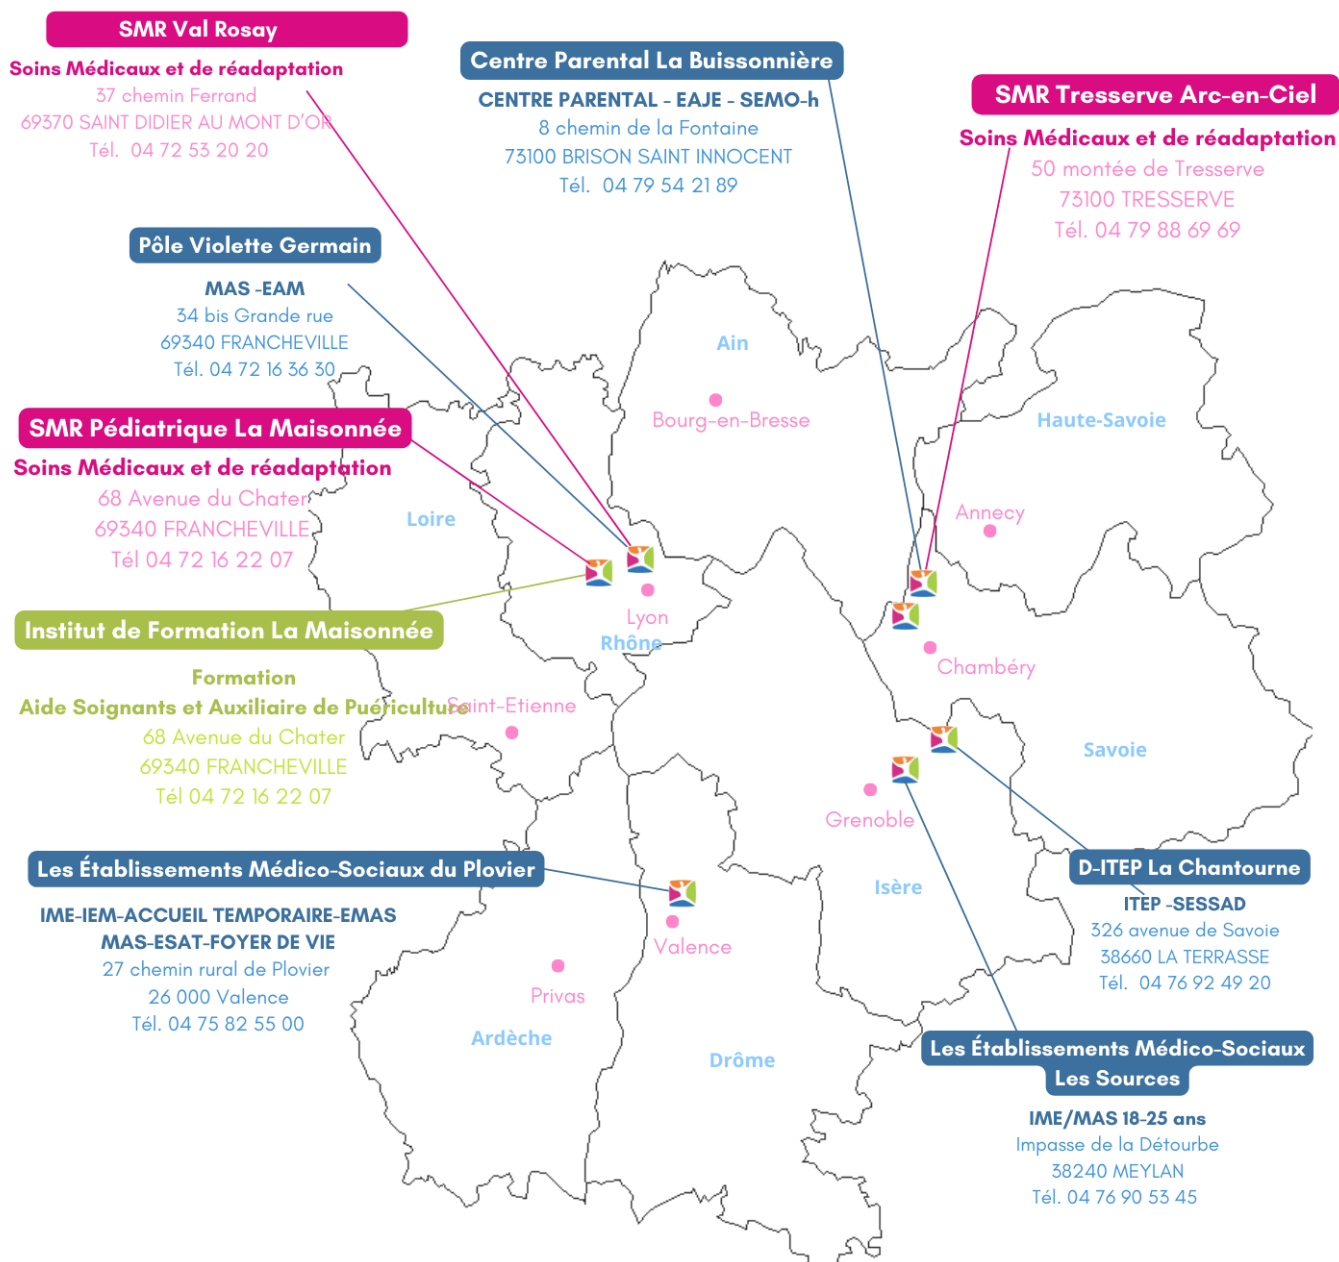 SMR Val Rosay
Soins Médicaux et de réadaptation
37 chemin Ferrand
69370 SAINT DIDIER AU MONT D’OR
Tél. 04 72 53 20 20
Centre Parental La Buissonnière
CENTRE PARENTAL - EAJE - SEMO-h
8 chemin de la Fontaine
73100 BRISON SAINT INNOCENT
Tél. 04 79 54 21 89
SMR Tresserve Arc-en-Ciel
Soins Médicaux et de réadaptation
50 montée de Tresserve
73100 TRESSERVE
Tél. 04 79 88 69 69
Pôle Violette Germain
MAS -EAM
34 bis Grande rue
69340 FRANCHEVILLE
Tél. 04 72 16 36 30
SMR Pédiatrique La Maisonnée
Soins Médicaux et de réadaptation
68 Avenue du Chater
69340 FRANCHEVILLE
Tél 04 72 16 22 07
Institut de Formation La Maisonnée
Formation
Aide Soignants et Auxiliaire de Puériculture
68 Avenue du Chater
69340 FRANCHEVILLE
Tél 04 72 16 22 07
Les Établissements Médico-Sociaux du Plovier
IME-IEM-ACCUEIL TEMPORAIRE-EMAS
MAS-ESAT-FOYER DE VIE
27 chemin rural de Plovier
26 000 Valence
Tél. 04 75 82 55 00
Ain
Bourg-en-Bresse
Haute-Savoie
Annecy
Loire
Lyon
Rhône
Chambéry
Saint-Etienne
Savoie
Grenoble
Isère
Valence
Privas
Ardèche
Drôme
D-ITEP La Chantourne
ITEP -SESSAD
326 avenue de Savoie
38660 LA TERRASSE
Tél. 04 76 92 49 20
Les Établissements Médico-Sociaux
Les Sources
IME/MAS 18-25 ans
Impasse de la Détourbe
38240 MEYLAN
Tél. 04 76 90 53 45